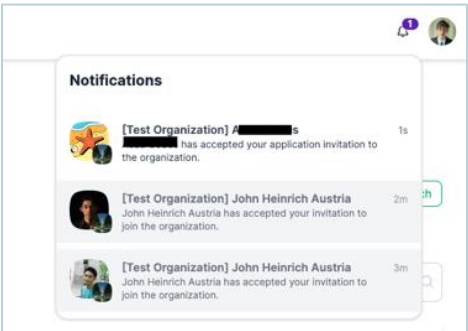 1
Notifications
[Test Organization] A s
1s
has accepted your application invitation to
the organization.
[Test Organization] John Heinrich Austria
2m
John Heinrich Austria has accepted your invitation to
join the organization.
ch
[Test Organization] John Heinrich Austria
3m
John Heinrich Austria has accepted your invitation to
join the organization.